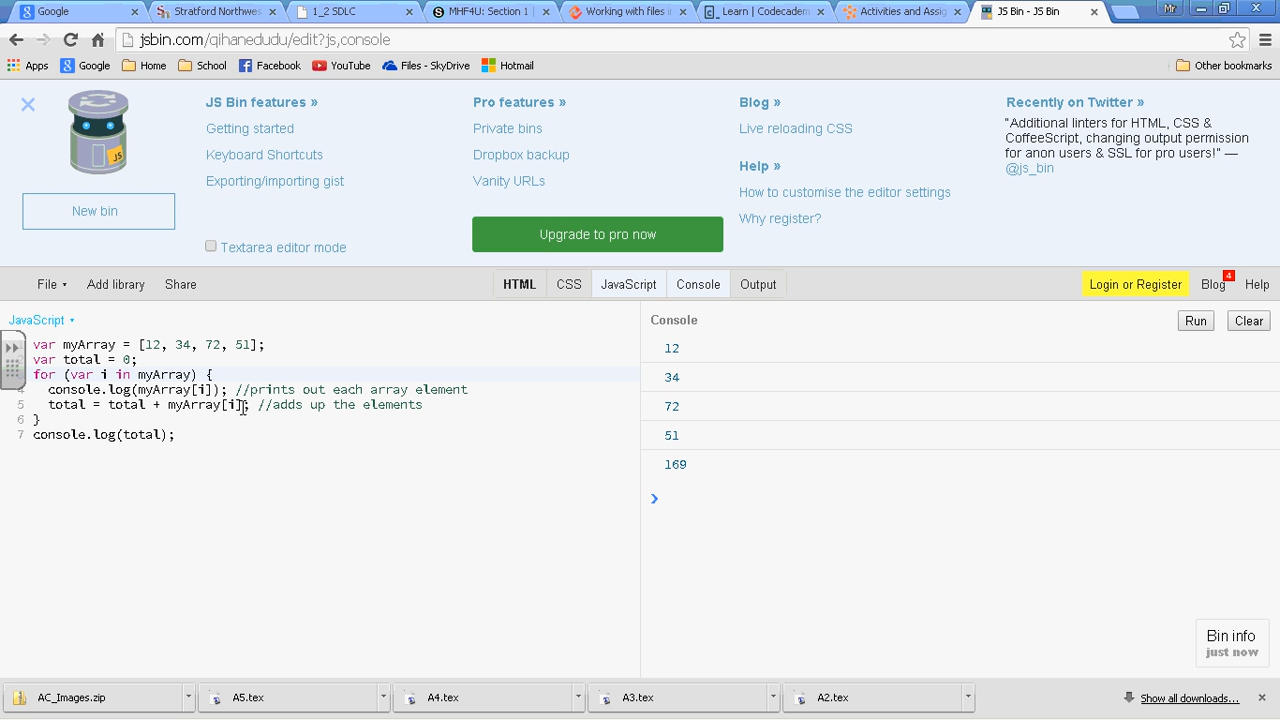 Google
Stratford Northwes
1_2 SDLC
MHF4U: Section 1
Working with files i
Learn | Codecadem
Activities and Assig
JS Bin - JS Bin
Mr
jsbin.com/qihanedudu/edit?js,console
Apps Google Home School Facebook YouTube Files - SkyDrive Hotmail Other bookmarks
JS Bin features »
Getting started
Keyboard Shortcuts
Exporting/importing gist
Textarea editor mode
New bin
JS
Pro features »
Private bins
Dropbox backup
Vanity URLs
Upgrade to pro now
Blog »
Live reloading CSS
Help »
How to customise the editor settings
Why register?
Recently on Twitter »
"Additional linters for HTML, CSS &
CoffeeScript, changing output permission
for anon users & SSL for pro users!" —
@js_bin
File Add library Share
HTML CSS JavaScript Console Output
Login or Register Blog 4 Help
JavaScript
var myArray = [12, 34, 72, 51];
var total = 0;
for (var i in myArray) {
4 console.log(myArray[i]); //prints out each array element
5 total = total + myArray[i]; //adds up the elements
6 }
7 console.log(total);
Console
Run Clear
12
34
72
51
169
Bin info
just now
AC_Images.zip A5.tex A4.tex A3.tex A2.tex Show all downloads...